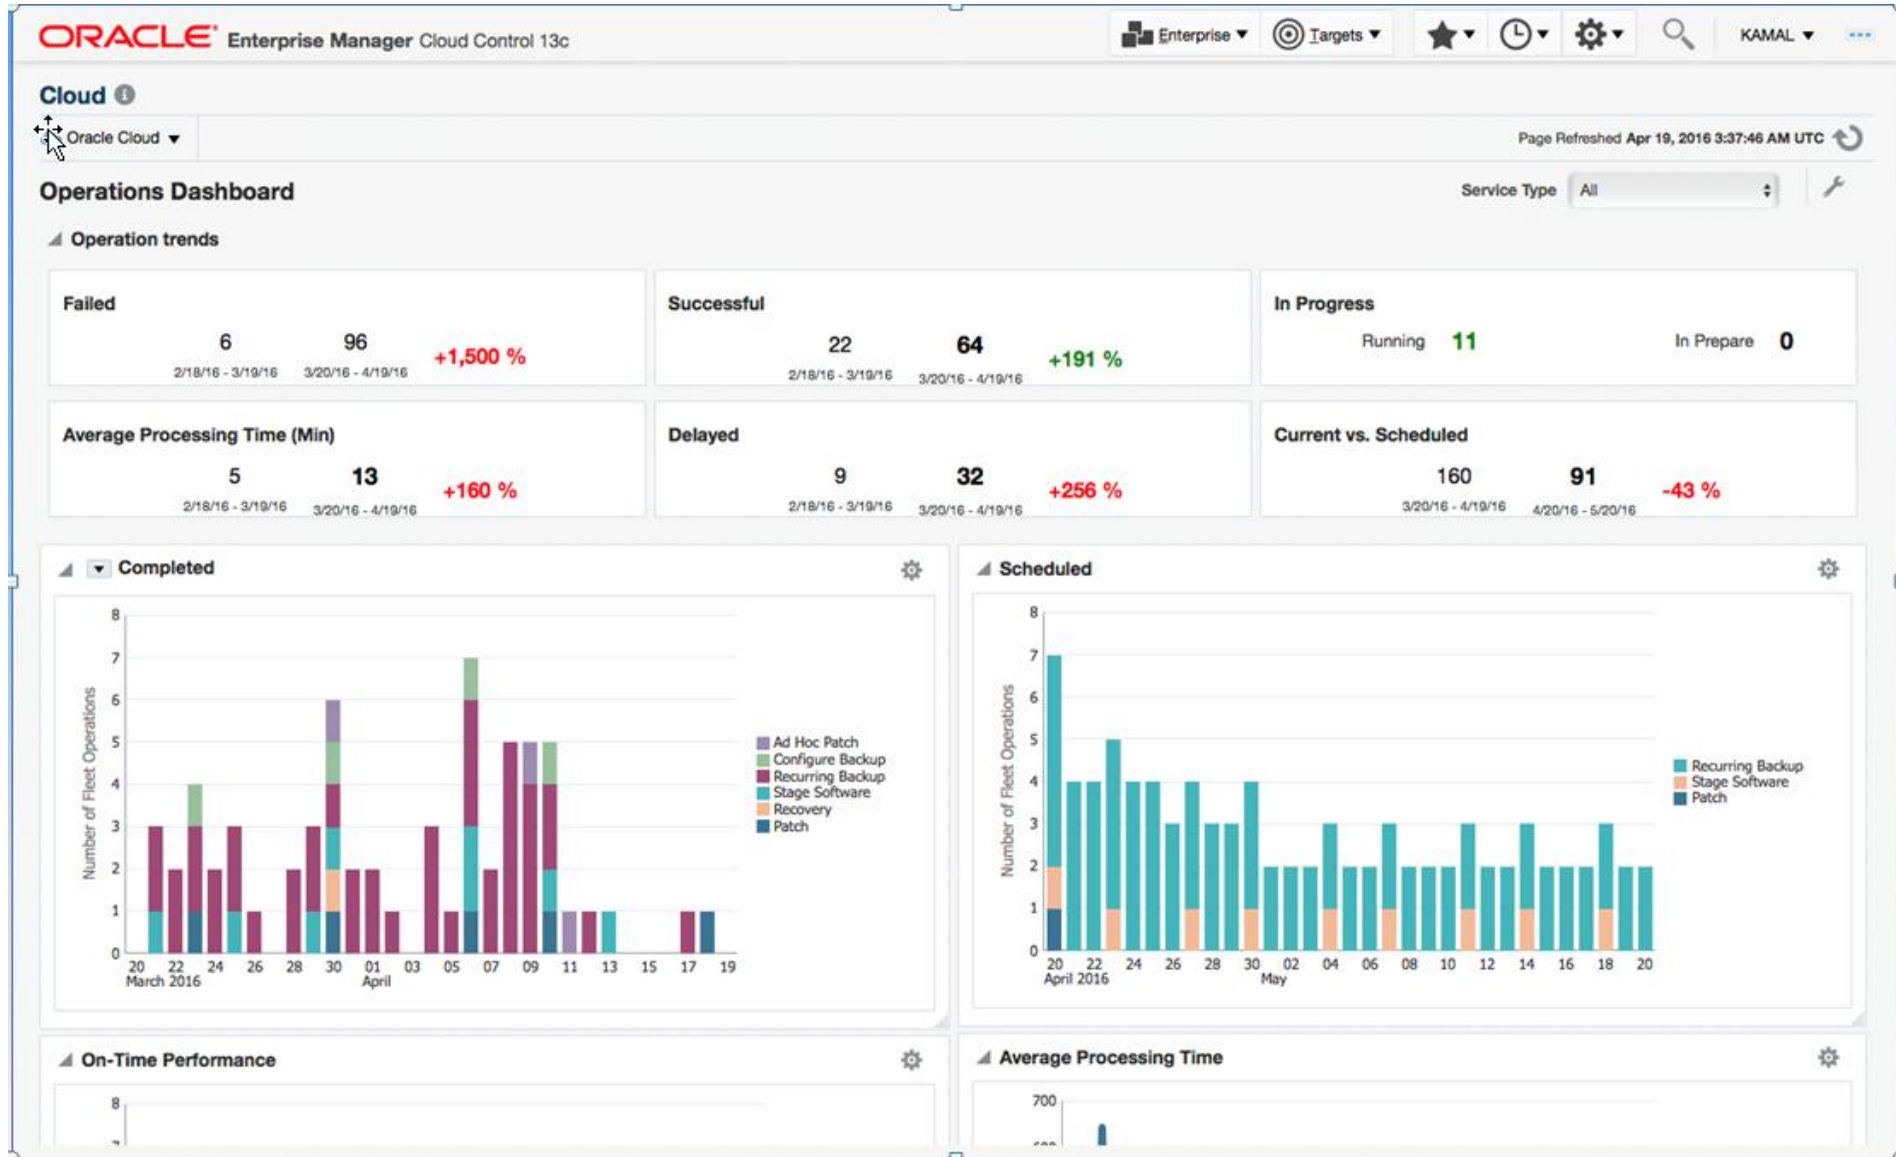 ORACLE Enterprise Manager Cloud Control 13c
Enterprise
Targets
KAMAL
Cloud
Oracle Cloud
Page Refreshed Apr 19, 2016 3:37:46 AM UTC
Operations Dashboard
Service Type All
Operation trends
Failed
6 96 +1,500 %
2/18/16 - 3/19/16 3/20/16 - 4/19/16
Successful
22 64 +191 %
2/18/16 - 3/19/16 3/20/16 - 4/19/16
In Progress
Running 11 In Prepare 0
Average Processing Time (Min)
5 13 +160 %
2/18/16 - 3/19/16 3/20/16 - 4/19/16
Delayed
9 32 +256 %
2/18/16 - 3/19/16 3/20/16 - 4/19/16
Current vs. Scheduled
160 91 -43 %
3/20/16 - 4/19/16 4/20/16 - 5/20/16
Completed
Number of Fleet Operations
8
7
6
5
4
3
2
1
0
20 22 24 26 28 30 01 03 05 07 09 11 13 15 17 19
March 2016 April
Ad Hoc Patch
Configure Backup
Recurring Backup
Stage Software
Recovery
Patch
Scheduled
Number of Fleet Operations
8
7
6
5
4
3
2
1
0
20 22 24 26 28 30 02 04 06 08 10 12 14 16 18 20
April 2016 May
Recurring Backup
Stage Software
Patch
On-Time Performance
8
Average Processing Time
700